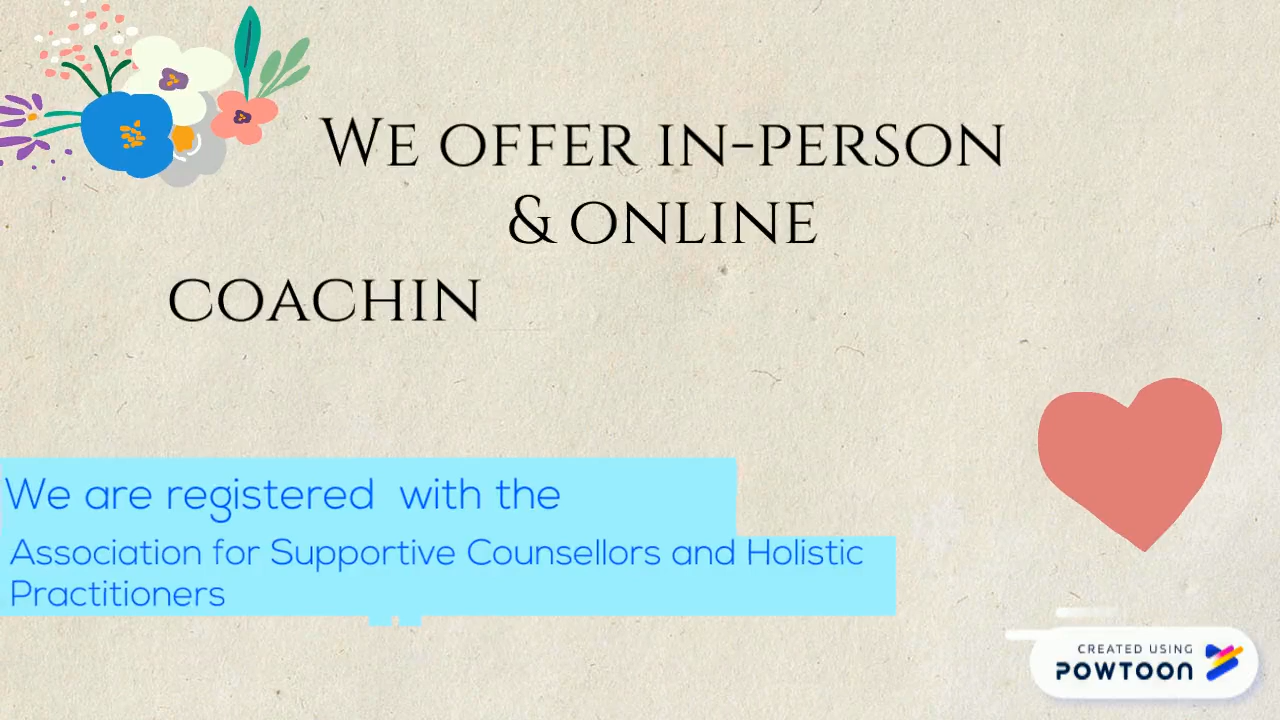 We offer in-person
& online
coachin
We are registered with the
Association for Supportive Counsellors and Holistic
Practitioners
CREATED USING
POWTOON